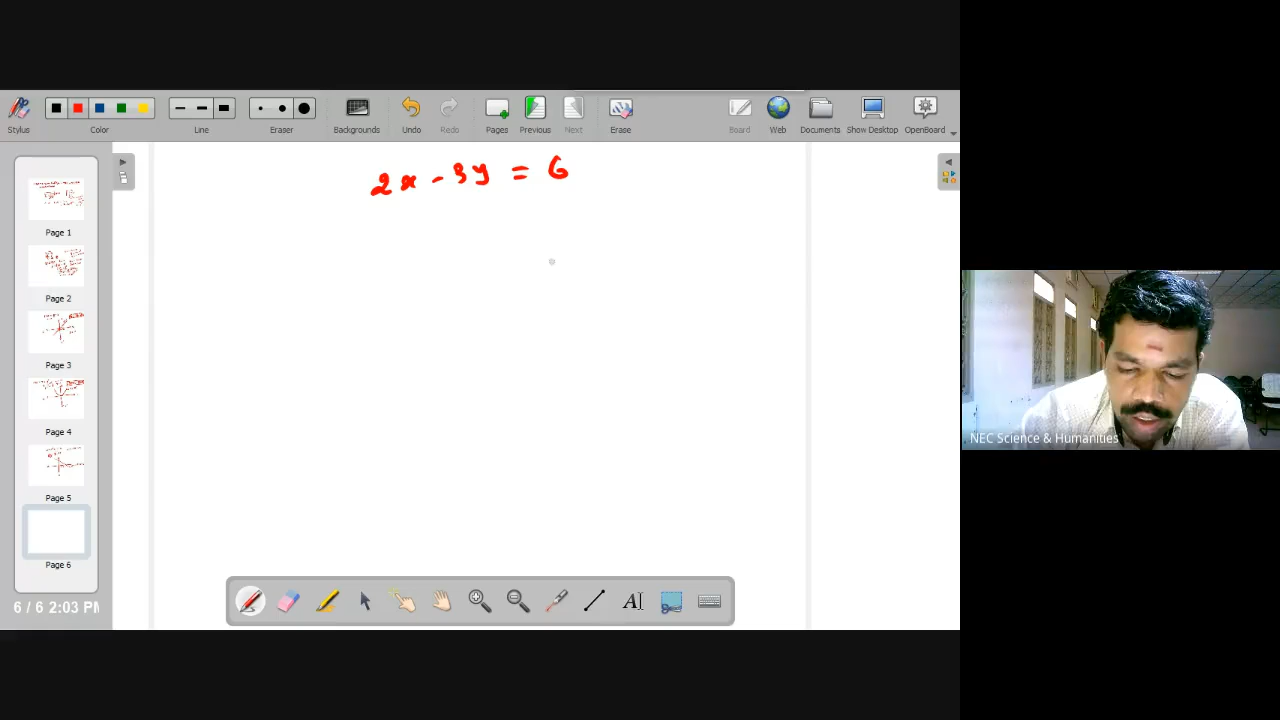 Stylus Color Line Eraser Backgrounds Undo Redo Pages Previous Next Erase Board Web Documents Show Desktop OpenBoard
2x - 3y = 6
Page 1
Page 2
Page 3
Page 4
Page 5
Page 6
6 / 6 2:03 PM
NEC Science & Humanities